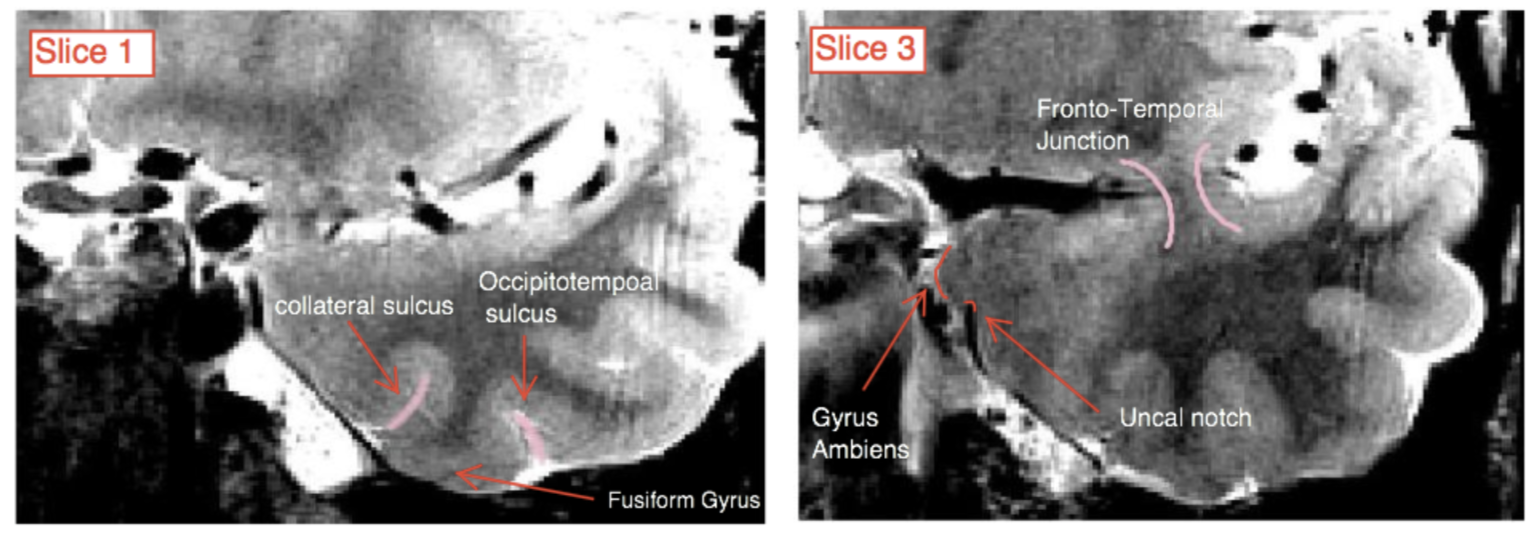 Slice 1
collateral sulcus
Occipitotempoal
sulcus
Fusiform Gyrus
Slice 3
Fronto-Temporal
Junction
Gyrus
Ambiens
Uncal notch